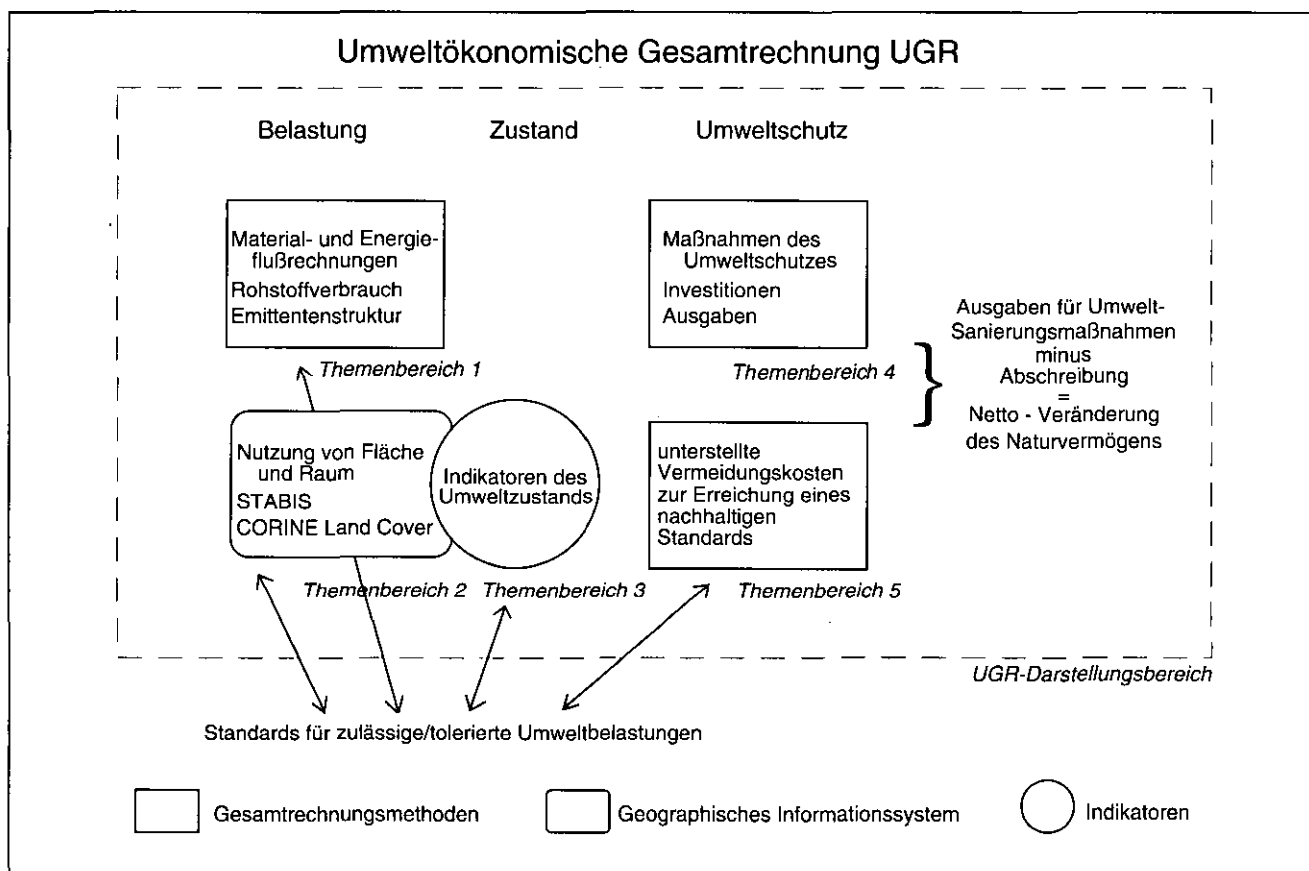 Umweltökonomische Gesamtrechnung UGR
Belastung
Zustand
Umweltschutz
Material- und Energie-
flußrechnungen
Rohstoffverbrauch
Emittentenstruktur
Themenbereich 1
Maßnahmen des
Umweltschutzes
Investitionen
Ausgaben
Themenbereich 4
Ausgaben für Umwelt-
Sanierungsmaßnahmen
minus
Abschreibung
=
Netto - Veränderung
des Naturvermögens
Nutzung von Fläche
und Raum
STABIS
CORINE Land Cover
Themenbereich 2
Indikatoren des
Umweltzustands
Themenbereich 3
unterstellte
Vermeidungskosten
zur Erreichung eines
nachhaltigen
Standards
Themenbereich 5
UGR-Darstellungsbereich
Standards für zulässige/tolerierte Umweltbelastungen
Gesamtrechnungsmethoden
Geographisches Informationssystem
Indikatoren